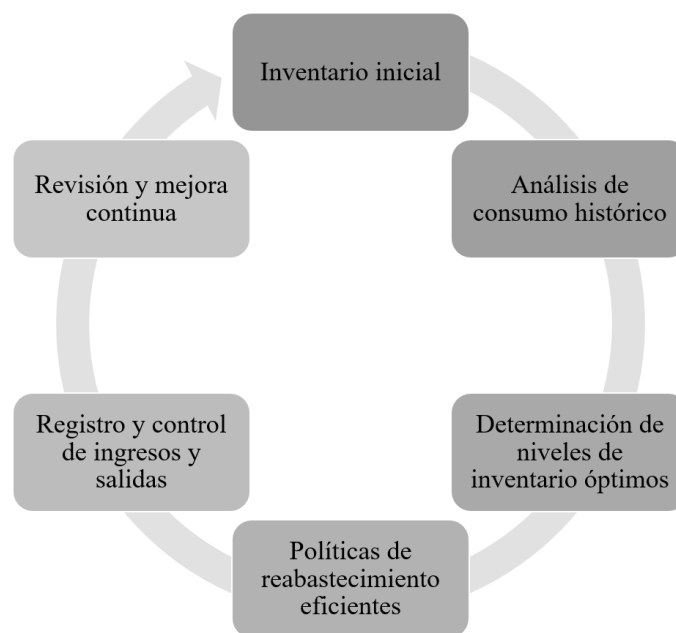 Inventario inicial
Análisis de
consumo histórico
Determinación de
niveles de
inventario óptimos
Políticas de
reabastecimiento
eficientes
Registro y control
de ingresos y
salidas
Revisión y mejora
continua